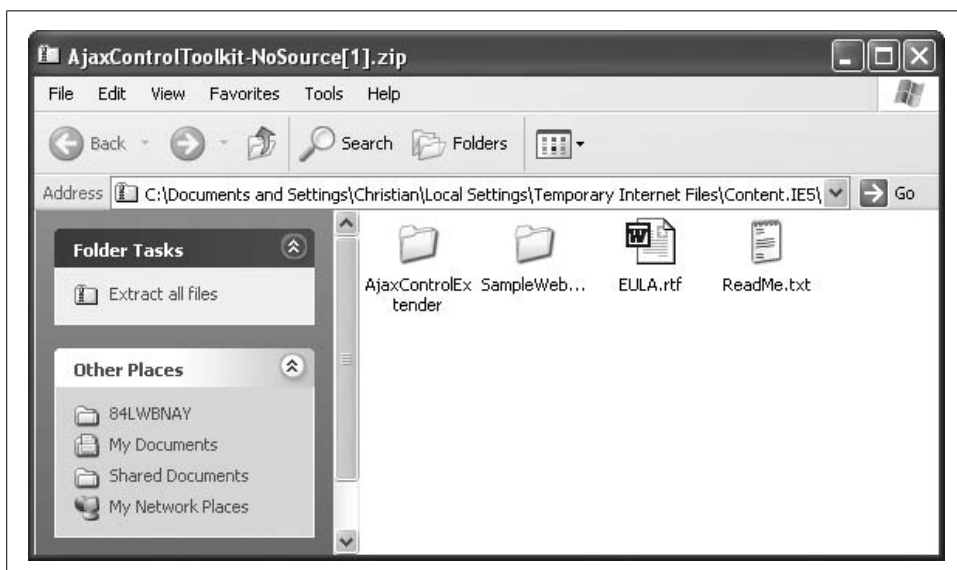 AjaxControlToolkit-NoSource[1].zip
File Edit View Favorites Tools Help
Back Search Folders
Address C:\Documents and Settings\Christian\Local Settings\Temporary Internet Files\Content.IE5\ Go
Folder Tasks
Extract all files
Other Places
84LWBNAY
My Documents
Shared Documents
My Network Places
AjaxControlEx
tender
SampleWeb...
EULA.rtf
ReadMe.txt